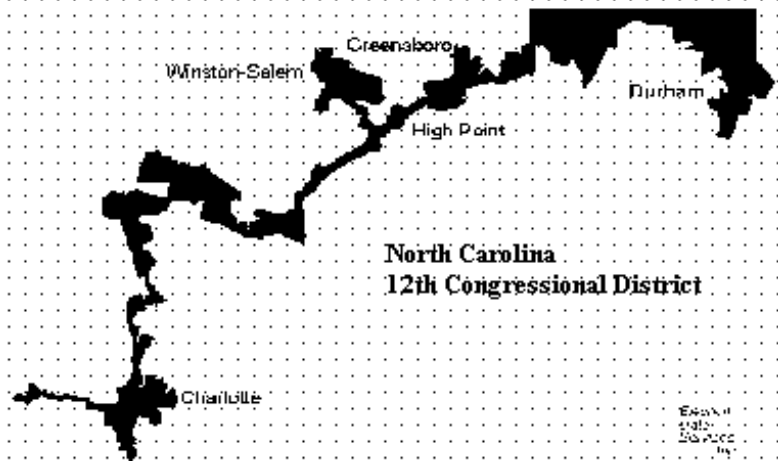 Greensboro
Winston-Salem
Durham
High Point
North Carolina
12th Congressional District
Charlotte